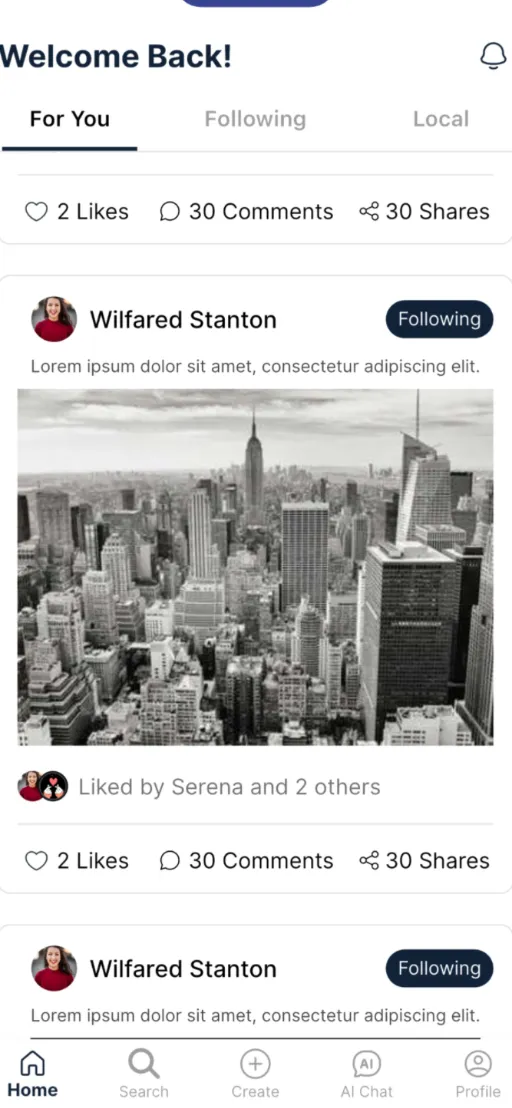 Welcome Back!
For You Following Local
2 Likes 30 Comments 30 Shares
Wilfared Stanton Following
Lorem ipsum dolor sit amet, consectetur adipiscing elit.
Liked by Serena and 2 others
2 Likes 30 Comments 30 Shares
Wilfared Stanton Following
Lorem ipsum dolor sit amet, consectetur adipiscing elit.
AI
Home Search Create AI Chat Profile